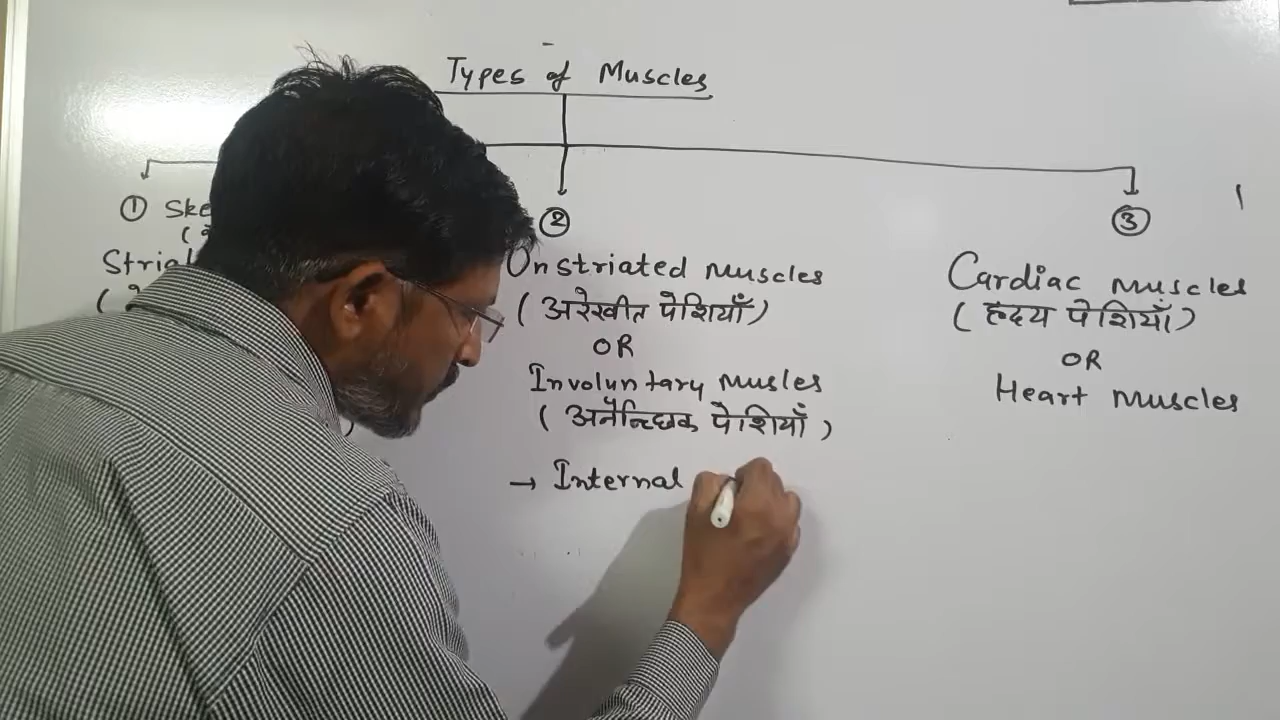 Types of Muscles
①
②
Unstriated Muscles
(अरेखीत पेशियाँ)
OR
Involuntary Musles
(अनैच्छिक पेशियाँ)
→ Internal
③
Cardiac Muscles
(हृदय पेशियाँ)
OR
Heart Muscles